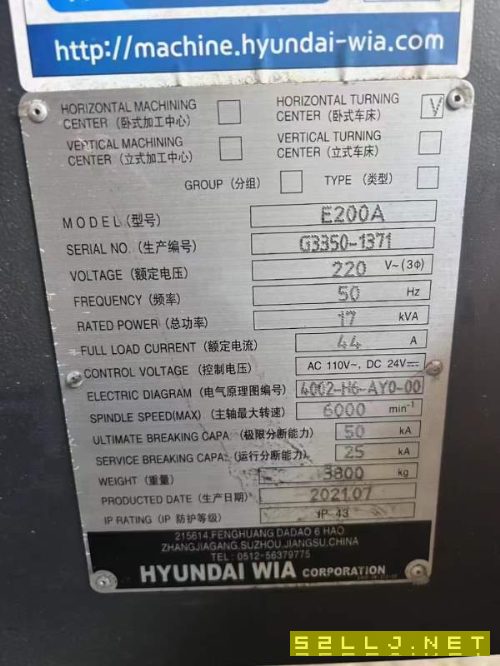 http://machine.hyundai-wia.com
HORIZONTAL MACHINING CENTER (卧式加工中心)
HORIZONTAL TURNING CENTER (卧式车床) V
VERTICAL MACHINING CENTER (立式加工中心)
VERTICAL TURNING CENTER (立式车床)
GROUP (分组) TYPE (类型)
MODEL (型号) E200A
SERIAL NO. (生产编号) G3350-1371
VOLTAGE (额定电压) 220 V~(3Φ)
FREQUENCY (频率) 50 Hz
RATED POWER (总功率) 17 kVA
FULL LOAD CURRENT (额定电流) 44 A
CONTROL VOLTAGE (控制电压) AC 110V~, DC 24V⎓
ELECTRIC DIAGRAM (电气原理图编号) 4002-H6-AY0-00
SPINDLE SPEED(MAX) (主轴最大转速) 6000 min⁻¹
ULTIMATE BREAKING CAPA. (极限分断能力) 50 kA
SERVICE BREAKING CAPA. (运行分断能力) 25 kA
WEIGHT (重量) 3800 kg
PRODUCTED DATE (生产日期) 2021.07
IP RATING (IP 防护等级) IP 43
215614,FENGHUANG DADAO 6 HAO
ZHANGJIAGANG.SUZHOU.JIANGSU.CHINA
TEL : 0512-56379775
HYUNDAI WIA CORPORATION
52LLJ.NET